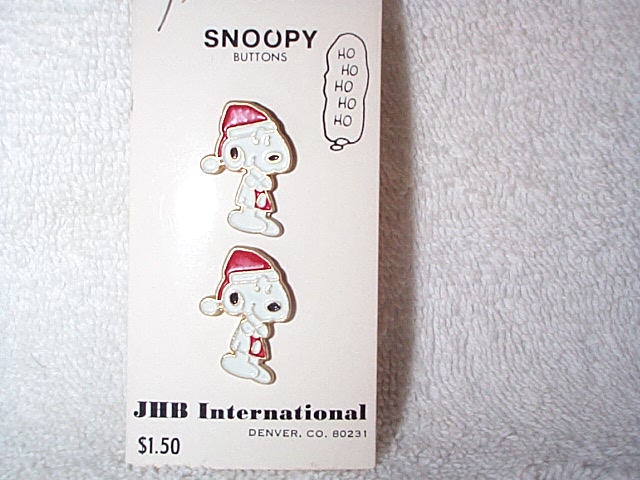 SNOOPY
BUTTONS
HO
HO
HO
HO
HO
JHB International
DENVER, CO. 80231
$1.50